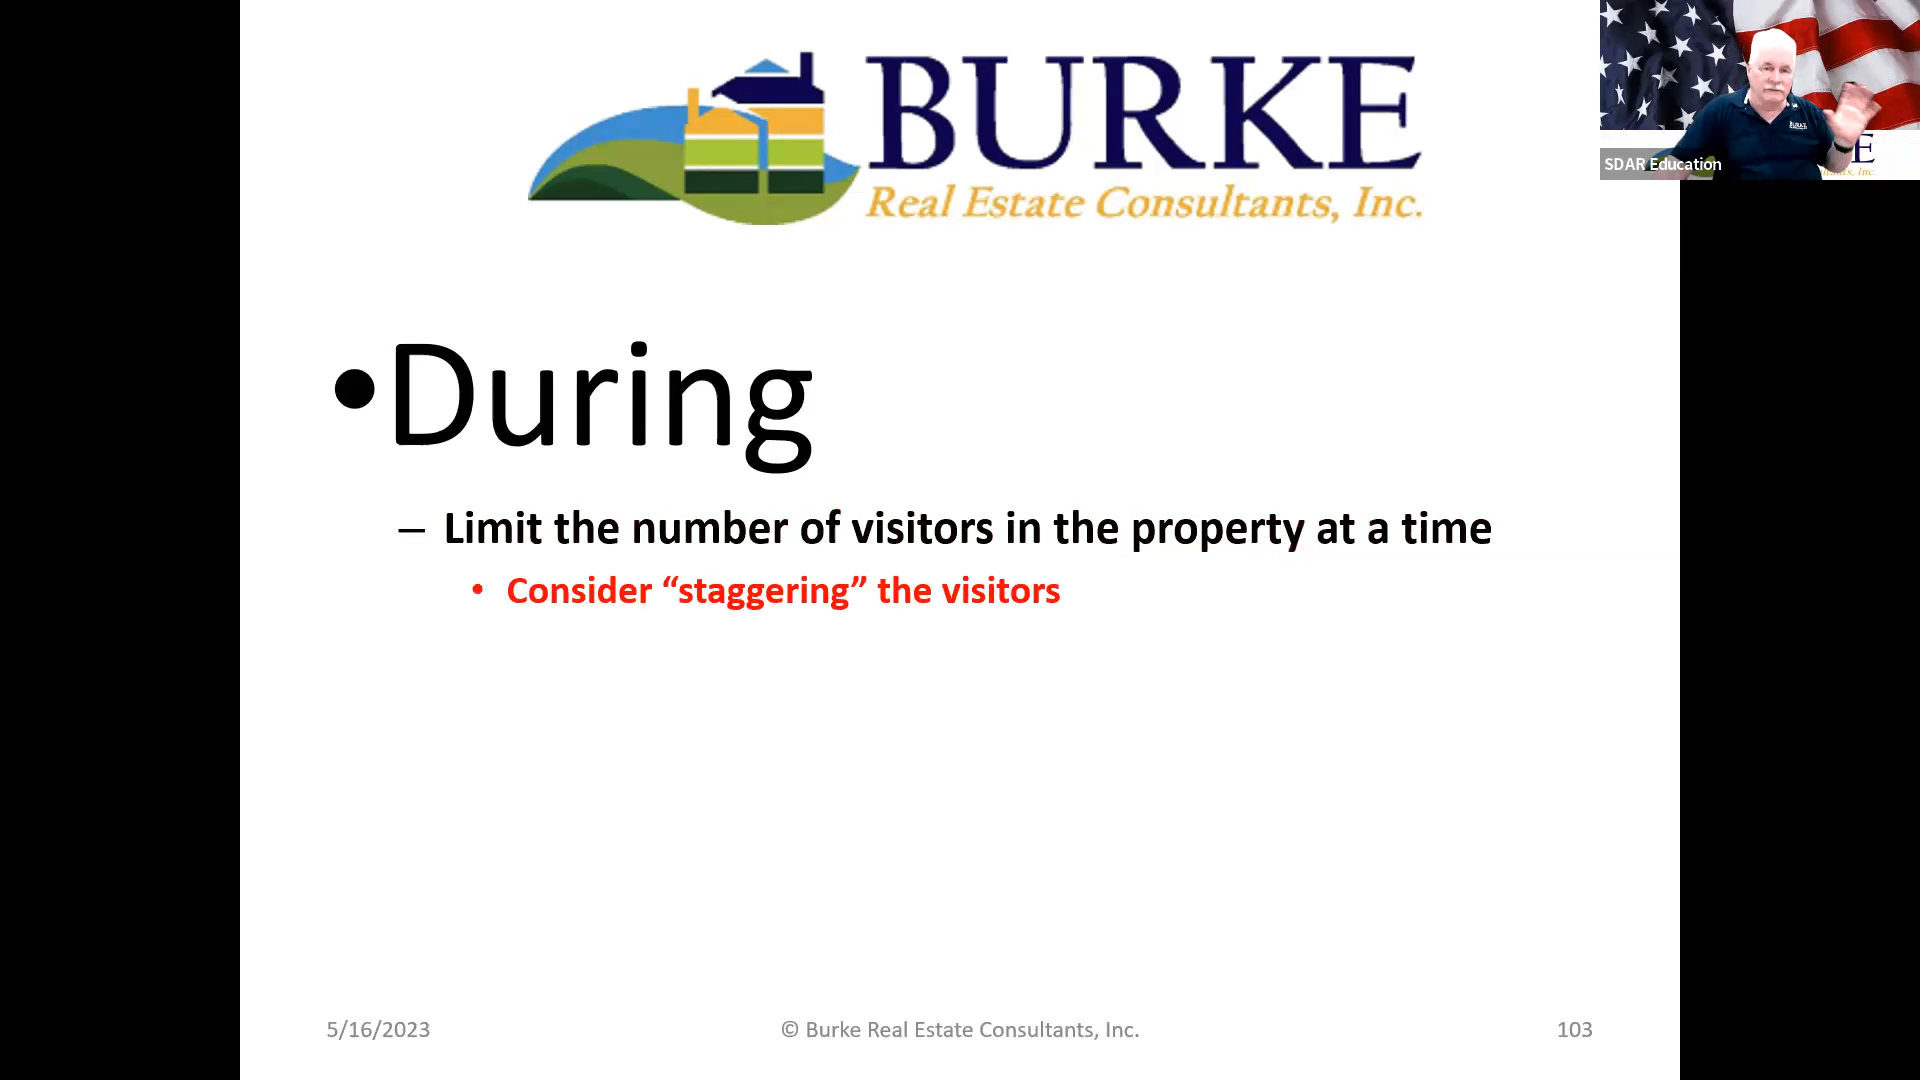 BURKE
Real Estate Consultants, Inc.
SDAR Education
BURKE
E
•During
– Limit the number of visitors in the property at a time
• Consider “staggering” the visitors
5/16/2023
© Burke Real Estate Consultants, Inc.
103